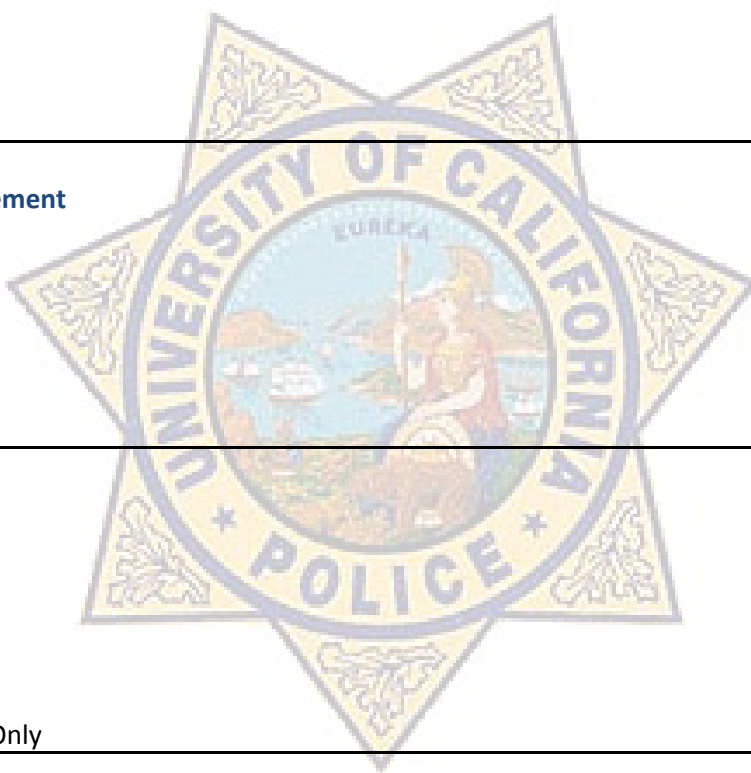 ement
UNIVERSITY OF CALIFORNIA
EUREKA
POLICE
Only